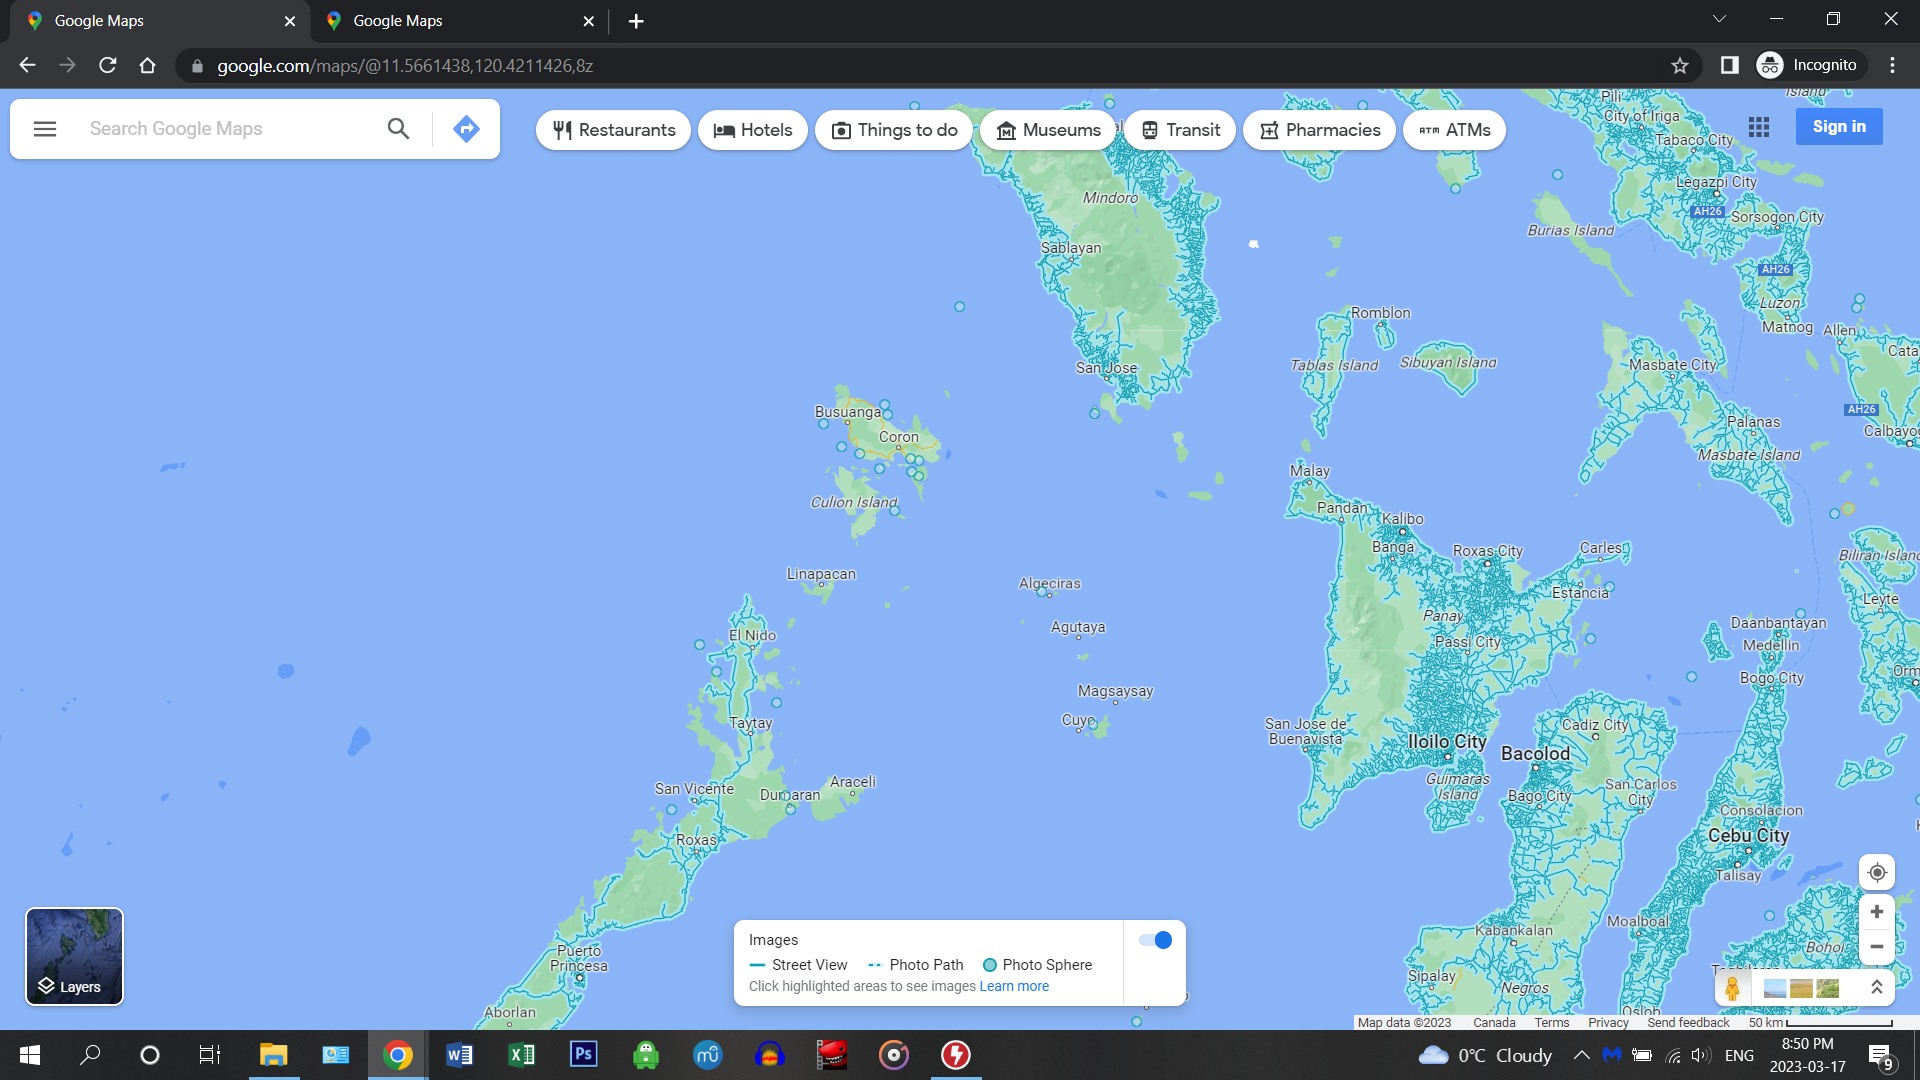 Google Maps
Google Maps
google.com/maps/@11.5661438,120.4211426,8z
Incognito
Search Google Maps
Restaurants
Hotels
Things to do
Museums
Transit
Pharmacies
ATM ATMs
Sign in
Island
Pili
City of Iriga
Tabaco City
Legazpi City
AH26
Sorsogon City
Burias Island
AH26
Luzon
Matnog
Allen
Mindoro
Sablayan
San Jose
Romblon
Tablas Island
Sibuyan Island
Masbate City
Cata
AH26
Calbayo
Palanas
Masbate Island
Busuanga
Coron
Culion Island
Malay
Pandan
Kalibo
Banga
Roxas City
Carles
Biliran Island
Estancia
Leyte
Linapacan
Algeciras
Agutaya
Panay
Passi City
Daanbantayan
Medellin
Bogo City
Orm
El Nido
Magsaysay
Cuyo
Taytay
San Jose de
Buenavista
Iloilo City
Bacolod
Cadiz City
Guimaras
Island
Bago City
San Carlos
City
Consolacion
Cebu City
Talisay
San Vicente
Dumaran
Araceli
Roxas
Moalboal
Kabankalan
Bohol
Sipalay
Negros
Oslob
Puerto
Princesa
Aborlan
Layers
Images
Street View
Photo Path
Photo Sphere
Click highlighted areas to see images Learn more
Map data ©2023
Canada
Terms
Privacy
Send feedback
50 km
0°C Cloudy
ENG
8:50 PM
2023-03-17
9